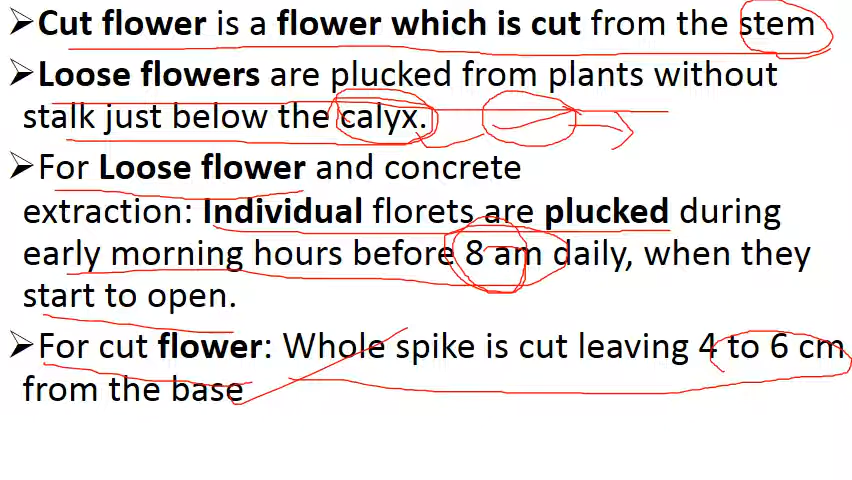 ➢Cut flower is a flower which is cut from the stem
➢Loose flowers are plucked from plants without
stalk just below the calyx.
➢For Loose flower and concrete
extraction: Individual florets are plucked during
early morning hours before 8 am daily, when they
start to open.
➢For cut flower: Whole spike is cut leaving 4 to 6 cm
from the base